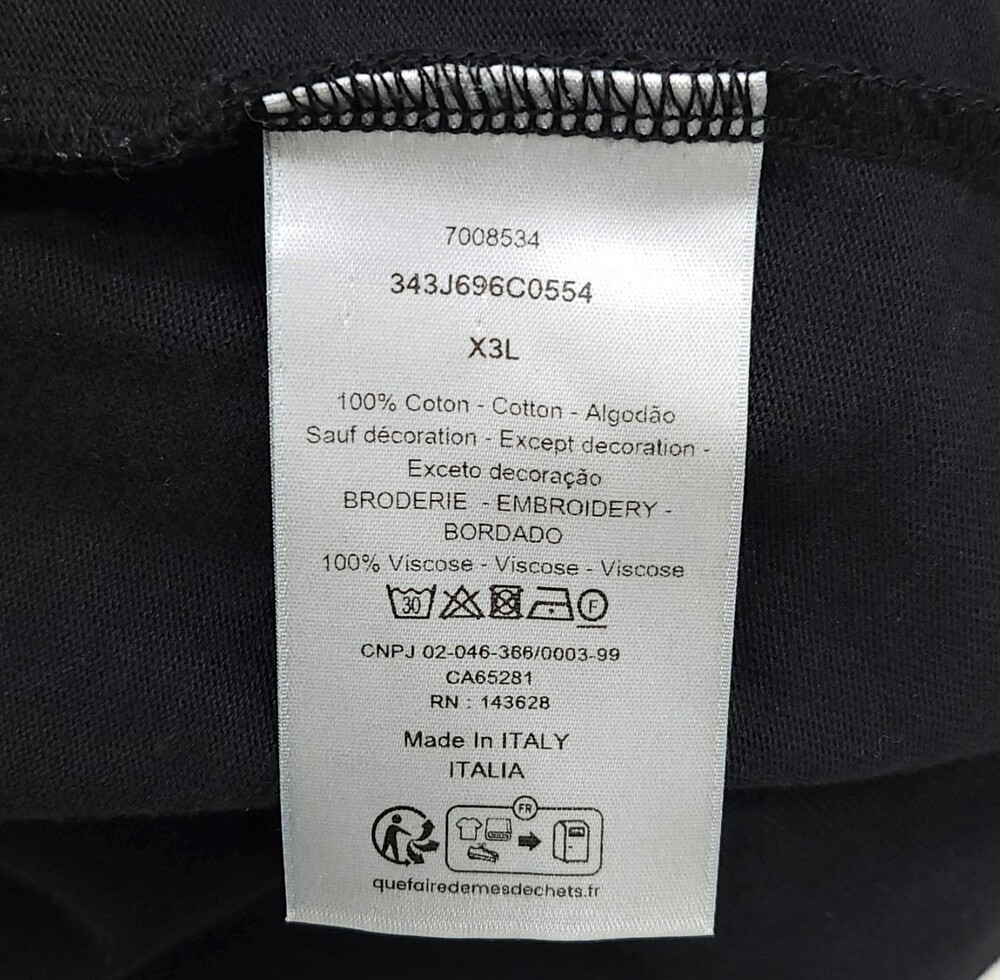 7008534
343J696C0554
X3L
100% Coton - Cotton - Algodão
Sauf décoration - Except decoration -
Exceto decoração
BRODERIE - EMBROIDERY -
BORDADO
100% Viscose - Viscose - Viscose
30 F
CNPJ 02-046-366/0003-99
CA65281
RN : 143628
Made In ITALY
ITALIA
FR
quefairedemesdechets.fr